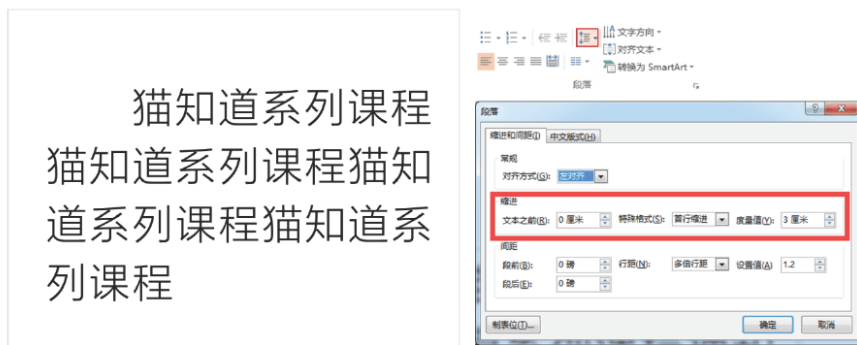 猫知道系列课程
猫知道系列课程猫知
道系列课程猫知道系
列课程
文字方向
对齐文本
转换为 SmartArt
段落
段落
缩进和间距(I) 中文版式(H)
常规
对齐方式(G): 左对齐
缩进
文本之前(R): 0 厘米 特殊格式(S): 首行缩进 度量值(Y): 3 厘米
间距
段前(B): 0 磅 行距(N): 多倍行距 设置值(A) 1.2
段后(E): 0 磅
制表位(T)... 确定 取消